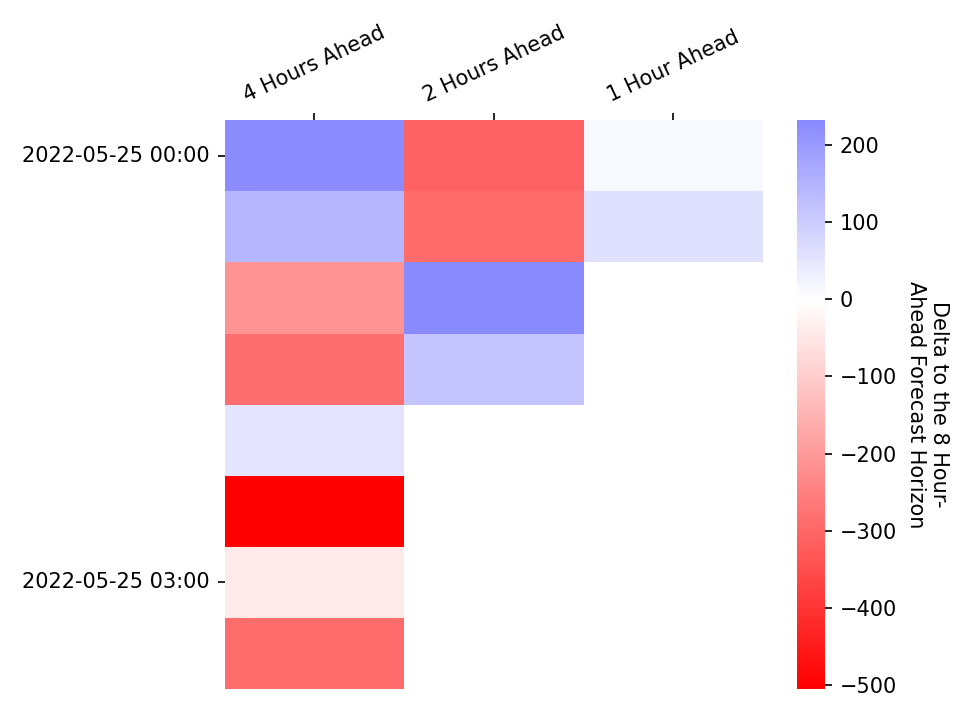 4 Hours Ahead
2 Hours Ahead
1 Hour Ahead
2022-05-25 00:00
2022-05-25 03:00
200
100
0
−100
−200
−300
−400
−500
Delta to the 8 Hour-
Ahead Forecast Horizon